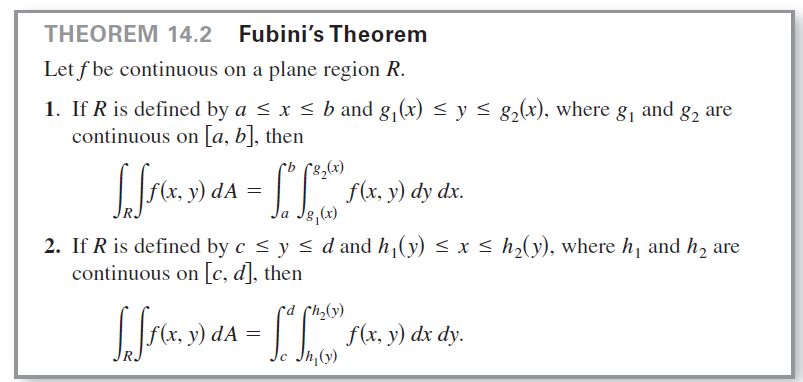 THEOREM 14.2 Fubini's Theorem
Let f be continuous on a plane region R.
1. If R is defined by a ≤ x ≤ b and g₁(x) ≤ y ≤ g₂(x), where g₁ and g₂ are
continuous on [a, b], then
∫_R∫ f(x, y) dA = ∫_a^b ∫_{g₁(x)}^{g₂(x)} f(x, y) dy dx.
2. If R is defined by c ≤ y ≤ d and h₁(y) ≤ x ≤ h₂(y), where h₁ and h₂ are
continuous on [c, d], then
∫_R∫ f(x, y) dA = ∫_c^d ∫_{h₁(y)}^{h₂(y)} f(x, y) dx dy.